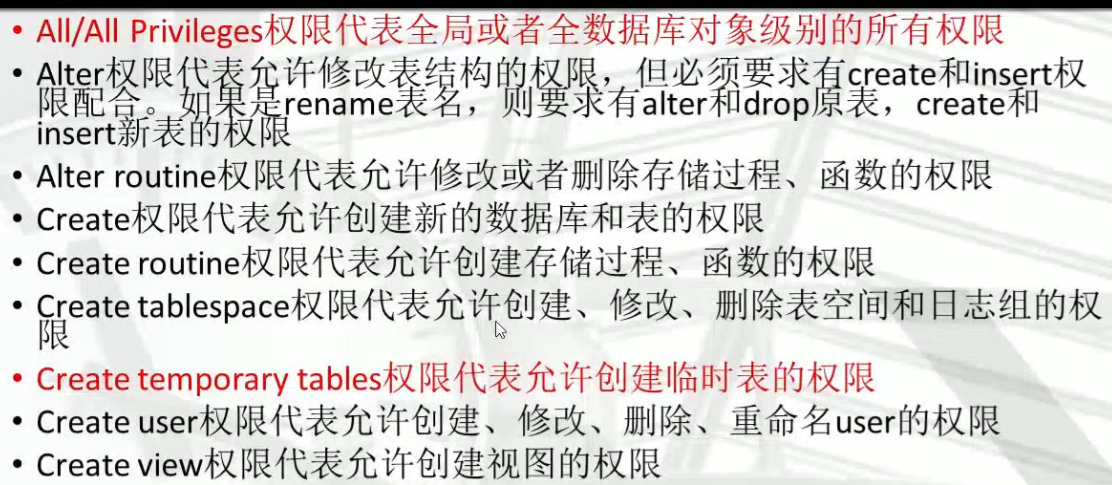 • All/All Privileges权限代表全局或者全数据库对象级别的所有权限
• Alter权限代表允许修改表结构的权限，但必须要求有create和insert权
限配合。如果是rename表名，则要求有alter和drop原表，create和
insert新表的权限
• Alter routine权限代表允许修改或者删除存储过程、函数的权限
• Create权限代表允许创建新的数据库和表的权限
• Create routine权限代表允许创建存储过程、函数的权限
• Create tablespace权限代表允许创建、修改、删除表空间和日志组的权
限
• Create temporary tables权限代表允许创建临时表的权限
• Create user权限代表允许创建、修改、删除、重命名user的权限
• Create view权限代表允许创建视图的权限